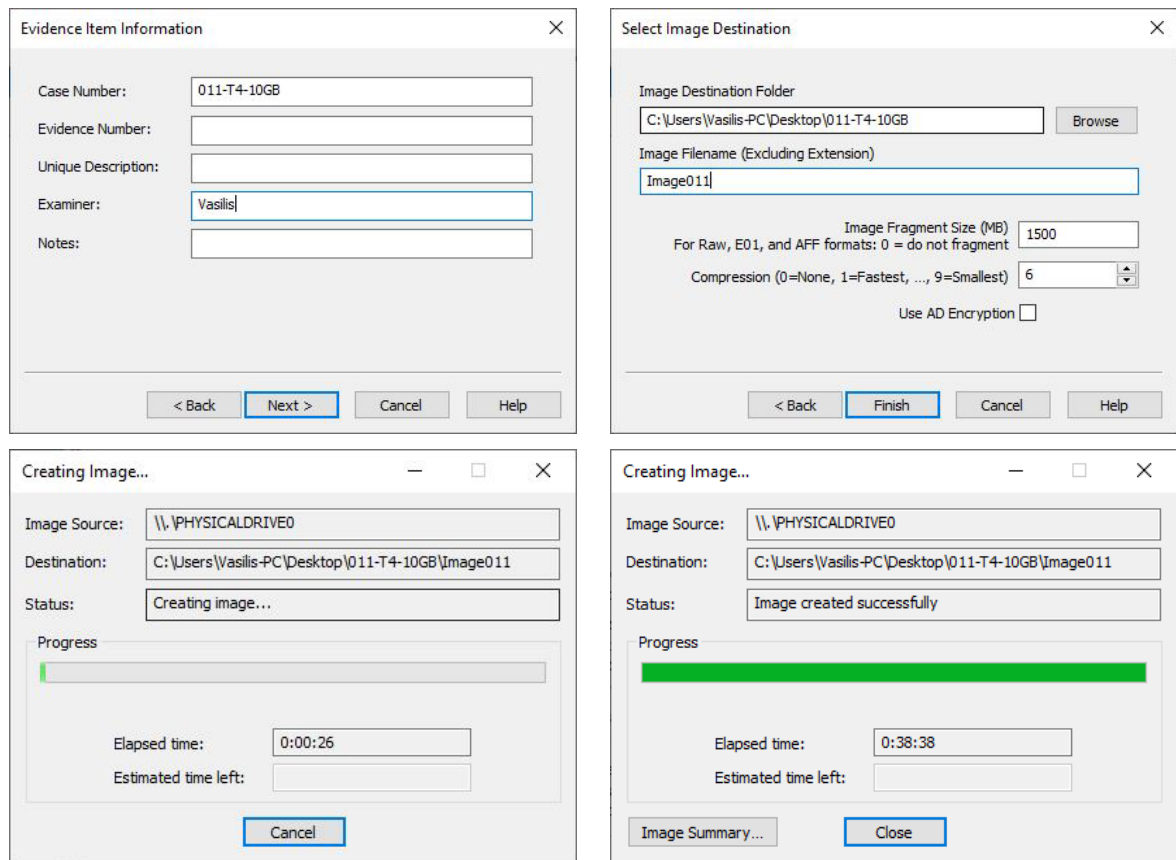 Evidence Item Information
Case Number: 011-T4-10GB
Evidence Number:
Unique Description:
Examiner: Vasilis
Notes:
< Back Next > Cancel Help
Select Image Destination
Image Destination Folder
C:\Users\Vasilis-PC\Desktop\011-T4-10GB Browse
Image Filename (Excluding Extension)
Image011
Image Fragment Size (MB) 1500
For Raw, E01, and AFF formats: 0 = do not fragment
Compression (0=None, 1=Fastest, ..., 9=Smallest) 6
Use AD Encryption
< Back Finish Cancel Help
Creating Image...
Image Source: \\.\PHYSICALDRIVE0
Destination: C:\Users\Vasilis-PC\Desktop\011-T4-10GB\Image011
Status: Creating image...
Progress
Elapsed time: 0:00:26
Estimated time left:
Cancel
Creating Image...
Image Source: \\.\PHYSICALDRIVE0
Destination: C:\Users\Vasilis-PC\Desktop\011-T4-10GB\Image011
Status: Image created successfully
Progress
Elapsed time: 0:38:38
Estimated time left:
Image Summary... Close